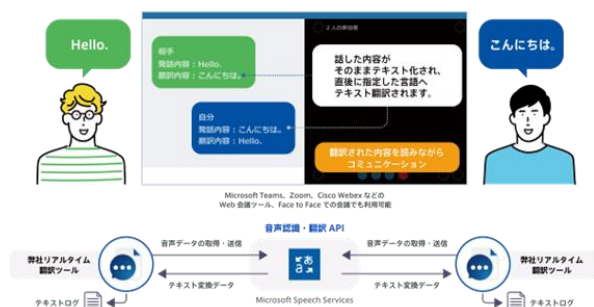 Hello.
こんにちは。
2 人の参加者
相手
発話内容：Hello.
翻訳内容：こんにちは。
話した内容が
そのままテキスト化され、
直後に指定した言語へ
テキスト翻訳されます。
自分
発話内容：こんにちは。
翻訳内容：Hello.
翻訳された内容を読みながら
コミュニケーション
Microsoft Teams、Zoom、Cisco Webex などの
Web 会議ツール、Face to Face での会議でも利用可能
音声認識・翻訳 API
音声データの取得・送信
音声データの取得・送信
弊社リアルタイム
翻訳ツール
あ
a
弊社リアルタイム
翻訳ツール
テキスト変換データ
テキスト変換データ
Microsoft Speech Services
テキストログ
テキストログ